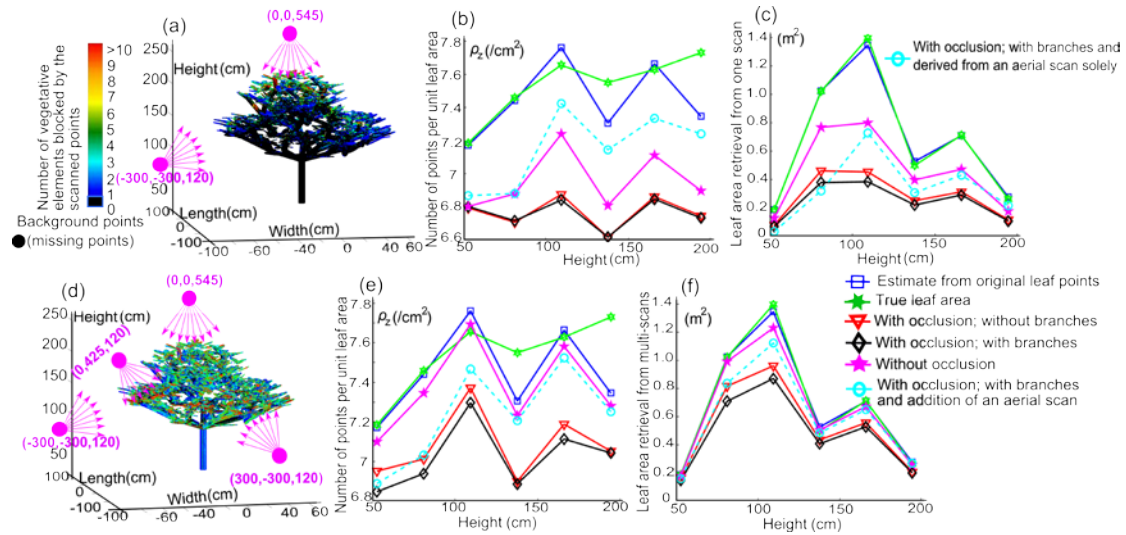 (a)
(0,0,545)
Number of vegetative
elements blocked by the
scanned points
>10
9
8
7
6
5
4
3
2
1
0
Background points
(missing points)
250
200
150
100
50
0
Height(cm)
(-300,-300,120)
100
0
-100
Length(cm)
Width(cm)
-100
-40
-20
0
40
60
(b)
ρz(/cm²)
Number of points per unit leaf area
7.8
7.6
7.4
7.2
7
6.8
6.6
50
100
150
200
Height (cm)
(c)
(m²)
Leaf area retrieval from one scan
1.4
1.2
1.0
0.8
0.6
0.4
0.2
0
50
100
150
200
Height (cm)
With occlusion; with branches and
derived from an aerial scan solely
(d)
(0,0,545)
250
200
150
100
50
Height(cm)
(0,425,120)
(-300,-300,120)
(300,-300,120)
100
0
-100
Length(cm)
Width(cm)
-100
-60
-40
0
20
40
60
(e)
ρz(/cm²)
Number of points per unit leaf area
7.8
7.6
7.4
7.2
7
6.8
50
100
150
200
Height (cm)
(f)
(m²)
Leaf area retrieval from multi-scans
1.4
1.2
1.0
0.8
0.6
0.4
0.2
0
50
100
150
200
Height (cm)
Estimate from original leaf points
True leaf area
With occlusion; without branches
With occlusion; with branches
Without occlusion
With occlusion; with branches
and addition of an aerial scan